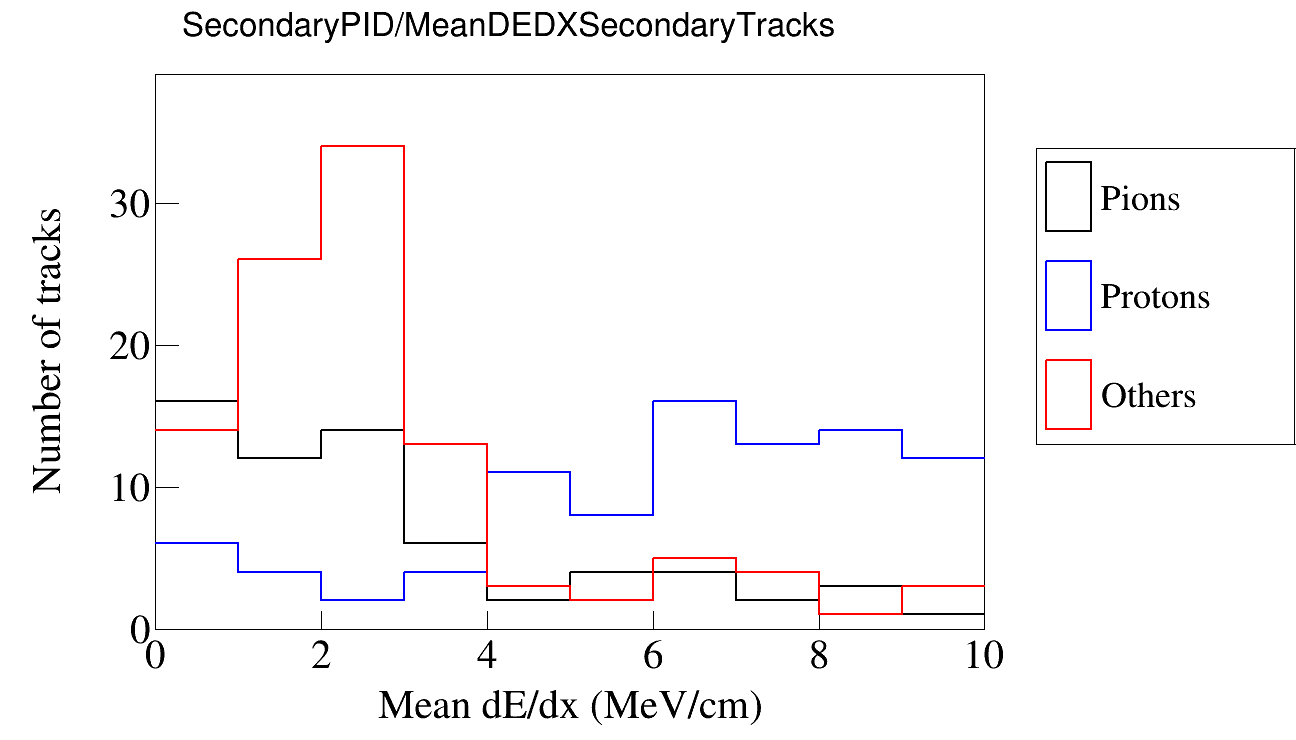 SecondaryPID/MeanDEDXSecondaryTracks
Number of tracks
30
20
10
0
0 2 4 6 8 10
Mean dE/dx (MeV/cm)
Pions
Protons
Others